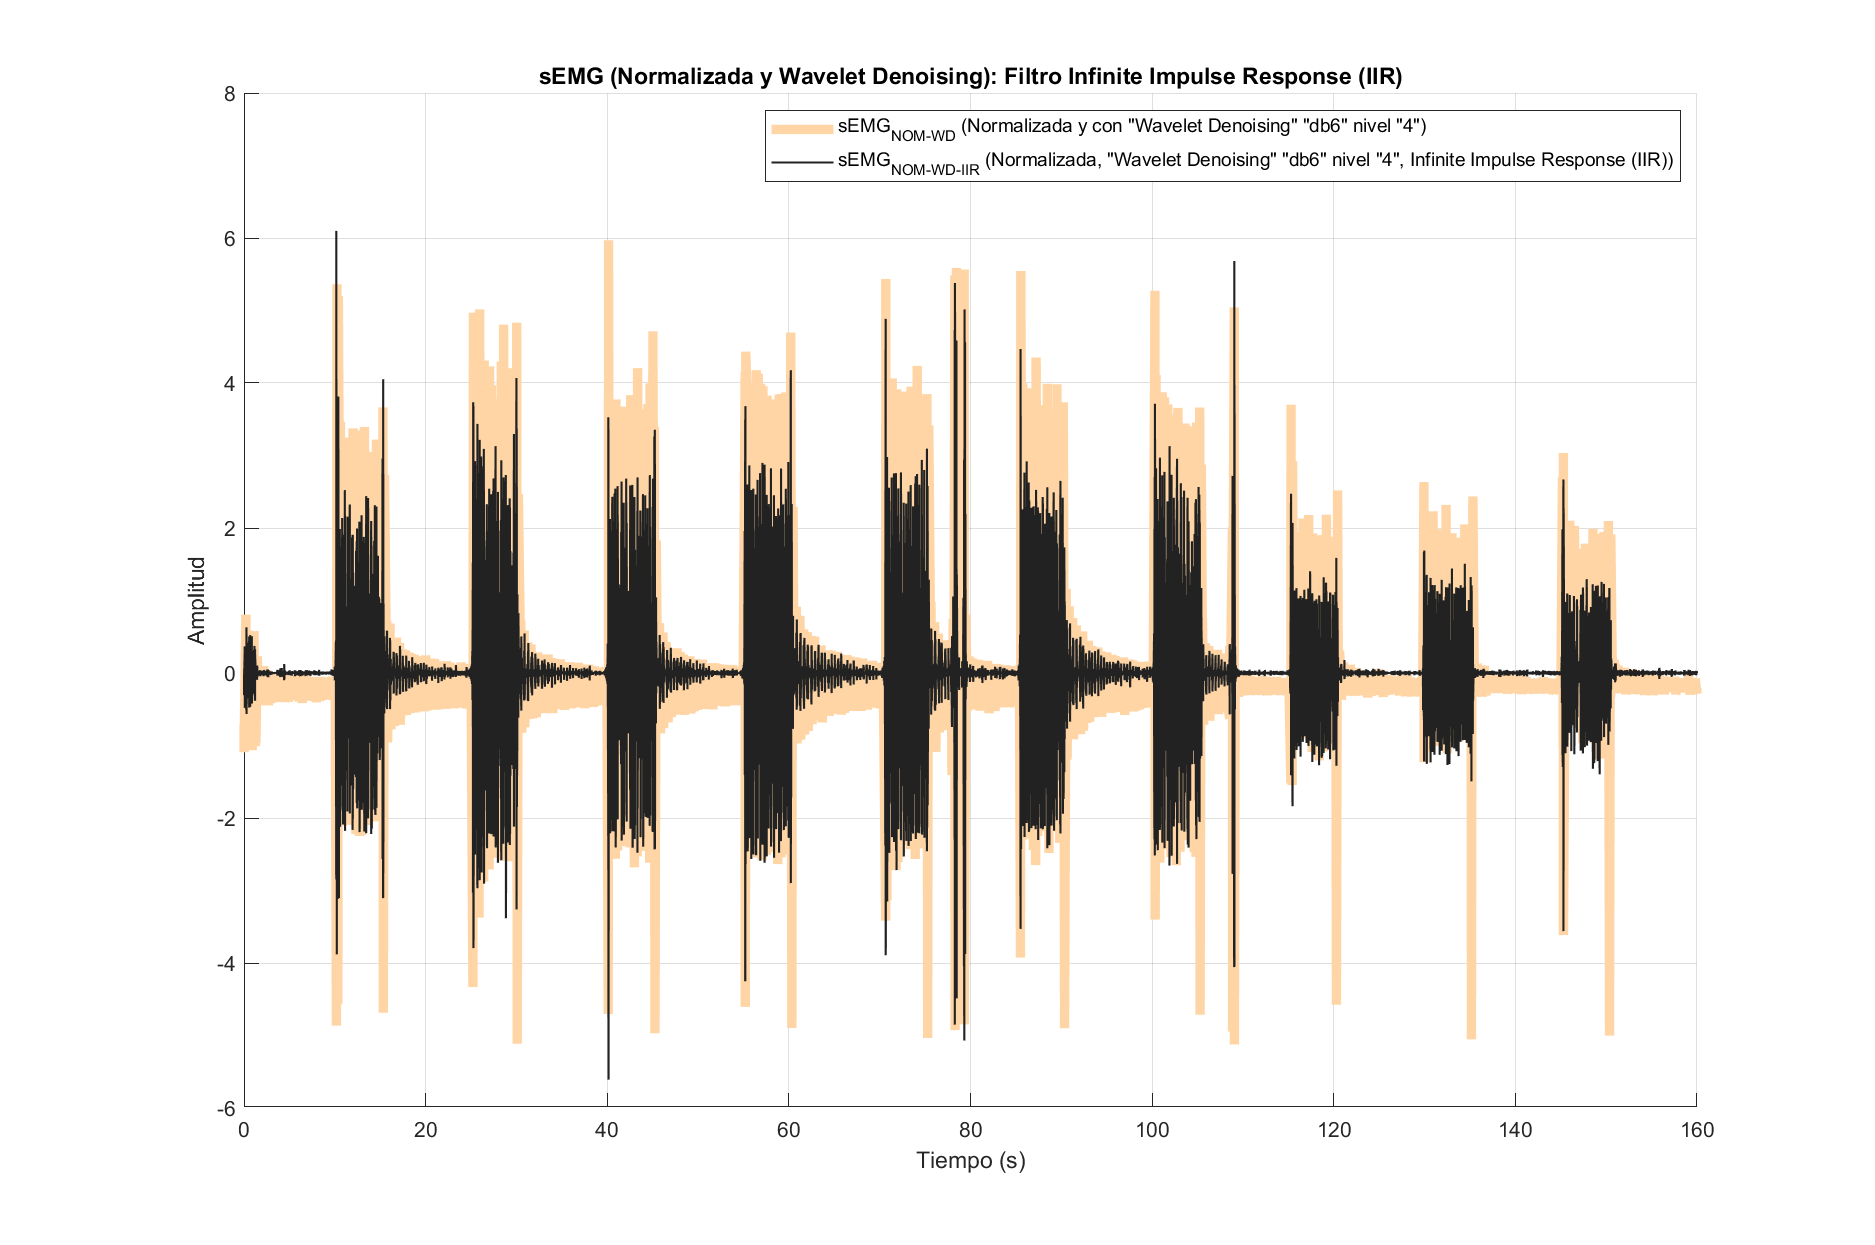 sEMG (Normalizada y Wavelet Denoising): Filtro Infinite Impulse Response (IIR)
sEMG_NOM-WD (Normalizada y con "Wavelet Denoising" "db6" nivel "4")
sEMG_NOM-WD-IIR (Normalizada, "Wavelet Denoising" "db6" nivel "4", Infinite Impulse Response (IIR))
8
6
4
2
0
-2
-4
-6
Amplitud
0 20 40 60 80 100 120 140 160
Tiempo (s)